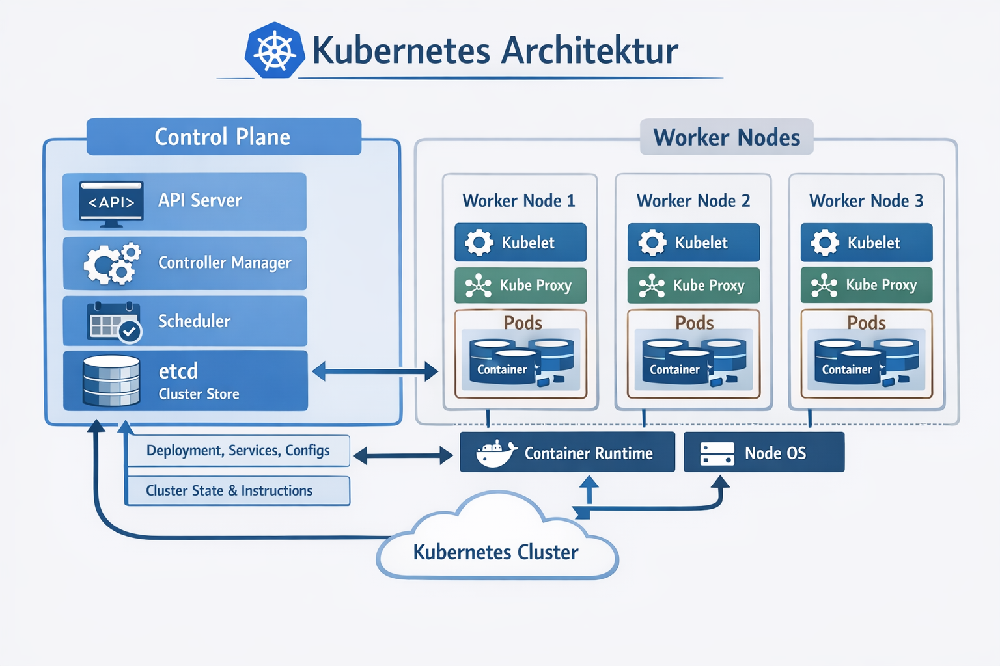 Kubernetes Architektur
Control Plane
<API>
API Server
Controller Manager
Scheduler
etcd
Cluster Store
Worker Nodes
Worker Node 1
Kubelet
Kube Proxy
Pods
Container
Worker Node 2
Kubelet
Kube Proxy
Pods
Container
Worker Node 3
Kubelet
Kube Proxy
Pods
Container
Deployment, Services, Configs
Cluster State & Instructions
Container Runtime
Node OS
Kubernetes Cluster